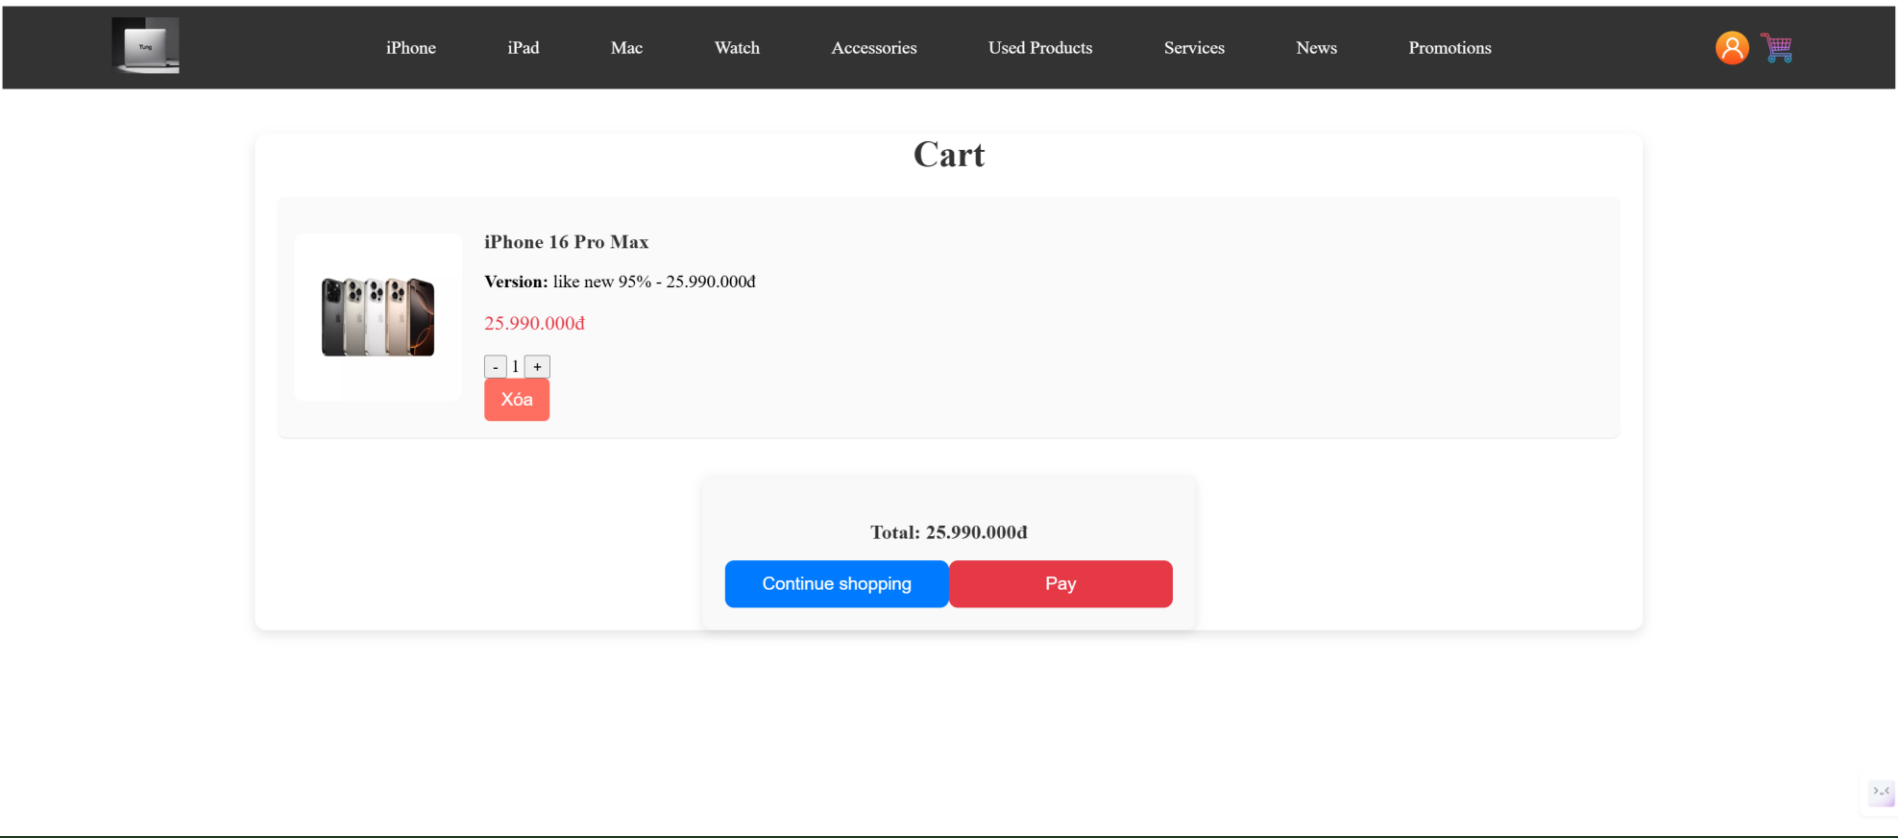 Tung
iPhone iPad Mac Watch Accessories Used Products Services News Promotions
Cart
iPhone 16 Pro Max
Version: like new 95% - 25.990.000đ
25.990.000đ
- 1 +
Xóa
Total: 25.990.000đ
Continue shopping Pay